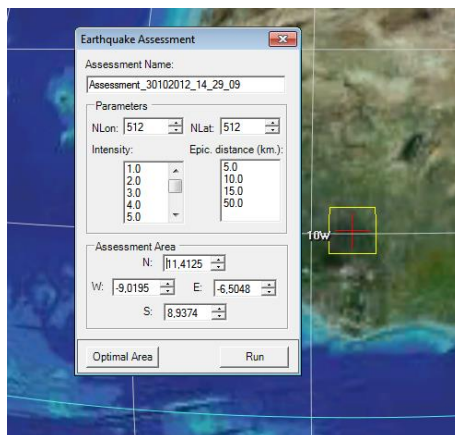 Earthquake Assessment
Assessment Name:
Assessment_30102012_14_29_09
Parameters
NLon: 512 NLat: 512
Intensity: Epic. distance (km.):
1.0 5.0
2.0 10.0
3.0 15.0
4.0 50.0
5.0
10W
Assessment Area
N: 11,4125
W: -9,0195 E: -6,5048
S: 8,9374
Optimal Area Run